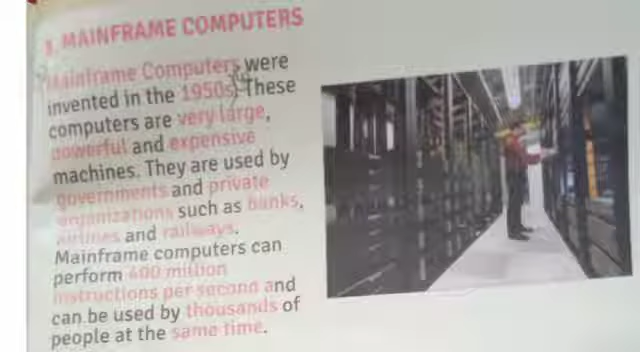 3. MAINFRAME COMPUTERS
Mainframe Computers were
invented in the 1950s. These
computers are very large,
powerful and expensive
machines. They are used by
governments and private
organizations such as banks,
airlines and railways.
Mainframe computers can
perform 400 million
instructions per second and
can be used by thousands of
people at the same time.